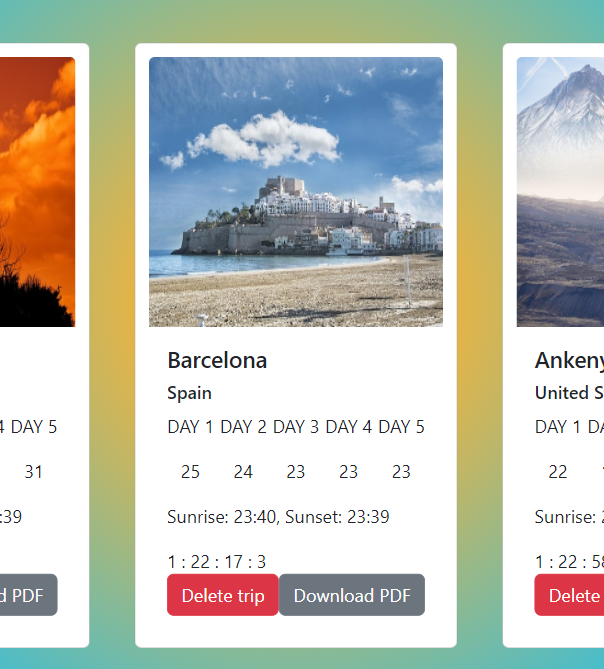 Barcelona
Spain
DAY 1 DAY 2 DAY 3 DAY 4 DAY 5
25 24 23 23 23
Sunrise: 23:40, Sunset: 23:39
1 : 22 : 17 : 3
Delete trip Download PDF
4 DAY 5
31
:39
d PDF
Ankeny
United S
DAY 1 DA
22
Sunrise: 2
1 : 22 : 58
Delete